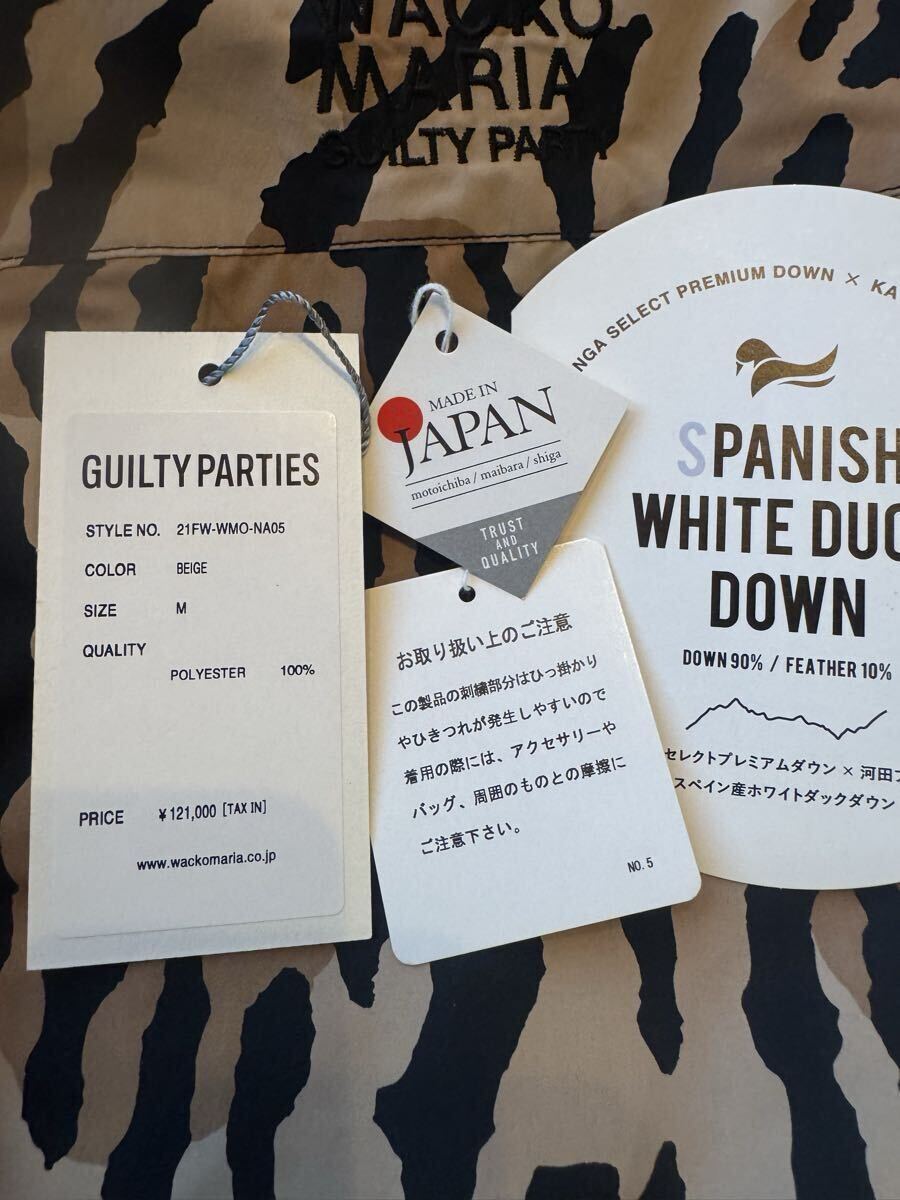 WACKO
MARIA
GUILTY PARTY
GUILTY PARTIES
STYLE NO. 21FW-WMO-NA05
COLOR BEIGE
SIZE M
QUALITY
POLYESTER 100%
PRICE ¥121,000 [TAX IN]
www.wackomaria.co.jp
MADE IN
JAPAN
motoichiba / maibara / shiga
TRUST
AND
QUALITY
お取り扱い上のご注意
この製品の刺繍部分はひっ掛かり
やひきつれが発生しやすいので
着用の際には、アクセサリーや
バッグ、周囲のものとの摩擦に
ご注意下さい。
NO. 5
NGA SELECT PREMIUM DOWN × KA
SPANISH
WHITE DUC
DOWN
DOWN 90% / FEATHER 10%
セレクトプレミアムダウン × 河田フ
スペイン産ホワイトダックダウン